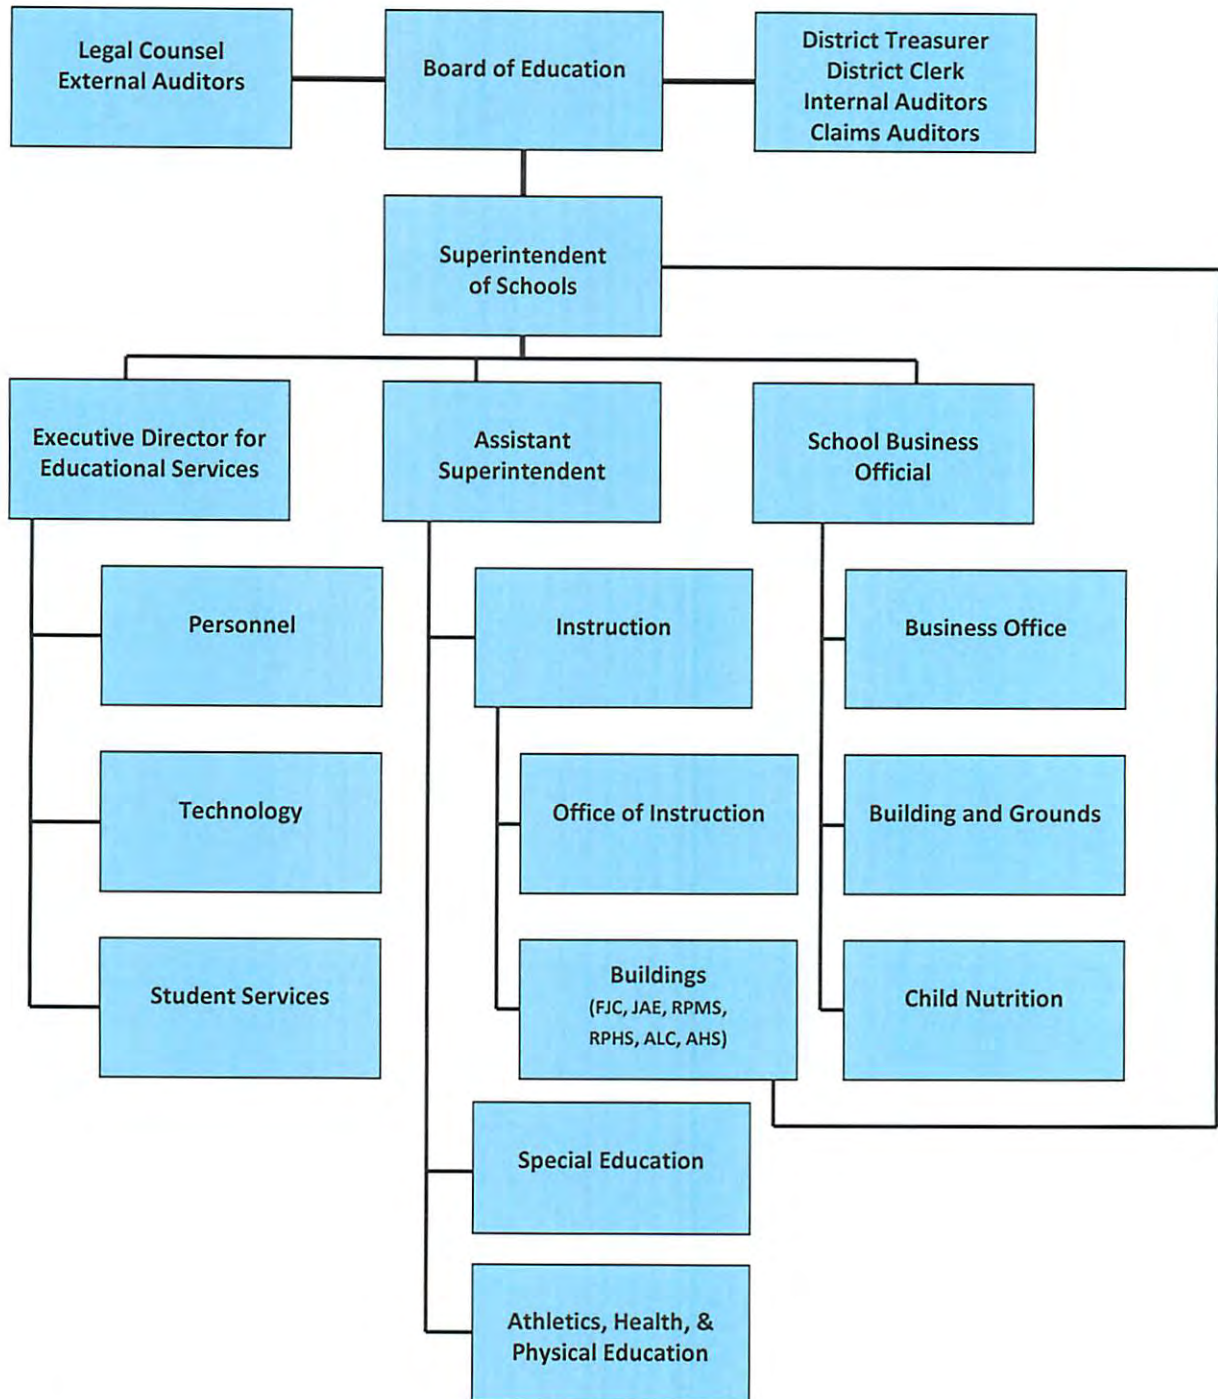 Legal Counsel
External Auditors
Board of Education
District Treasurer
District Clerk
Internal Auditors
Claims Auditors
Superintendent
of Schools
Executive Director for
Educational Services
Assistant
Superintendent
School Business
Official
Personnel
Instruction
Business Office
Technology
Office of Instruction
Building and Grounds
Student Services
Buildings
(FJC, JAE, RPMS,
RPHS, ALC, AHS)
Child Nutrition
Special Education
Athletics, Health, &
Physical Education